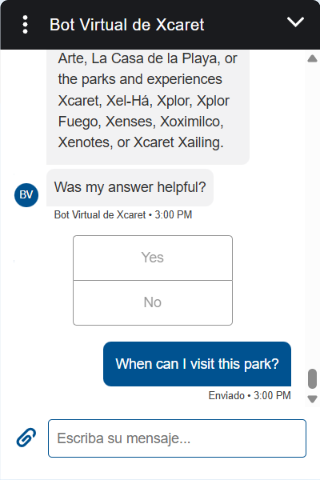 Bot Virtual de Xcaret
Arte, La Casa de la Playa, or
the parks and experiences
Xcaret, Xel-Há, Xplor, Xplor
Fuego, Xenses, Xoximilco,
Xenotes, or Xcaret Xailing.
BV
Was my answer helpful?
Bot Virtual de Xcaret • 3:00 PM
Yes
No
When can I visit this park?
Enviado • 3:00 PM
Escriba su mensaje...